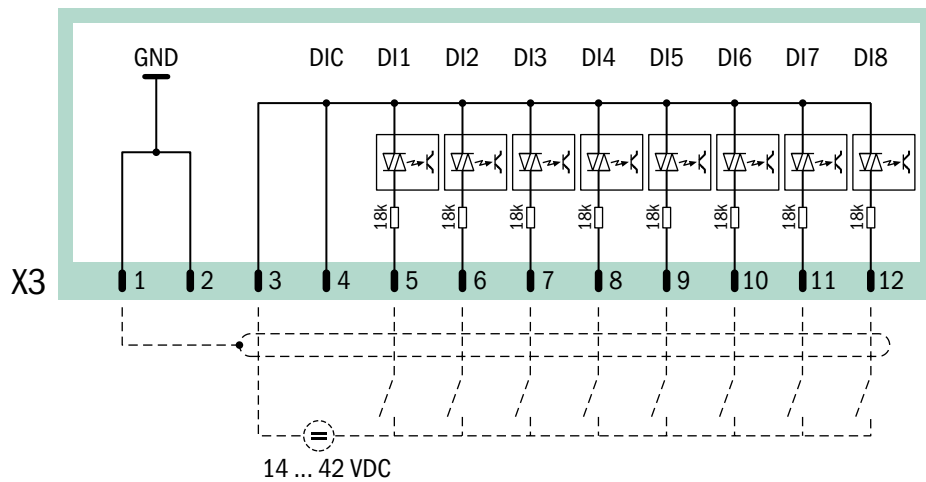 GND DIC DI1 DI2 DI3 DI4 DI5 DI6 DI7 DI8
18k 18k 18k 18k 18k 18k 18k 18k
X3 1 2 3 4 5 6 7 8 9 10 11 12
14 ... 42 VDC